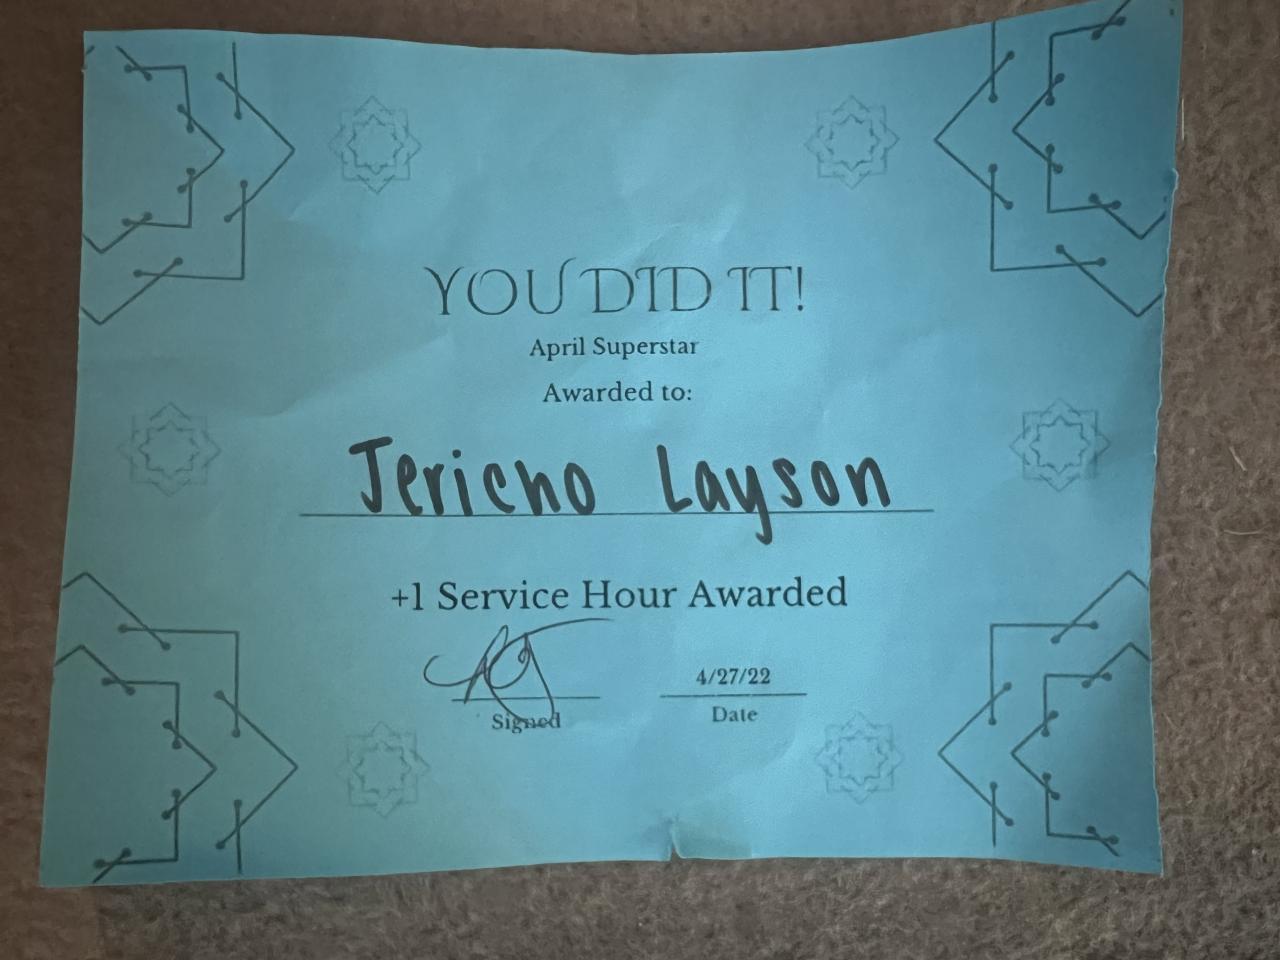 YOU DID IT!
April Superstar
Awarded to:
Jericho Layson
+1 Service Hour Awarded
4/27/22
Signed
Date